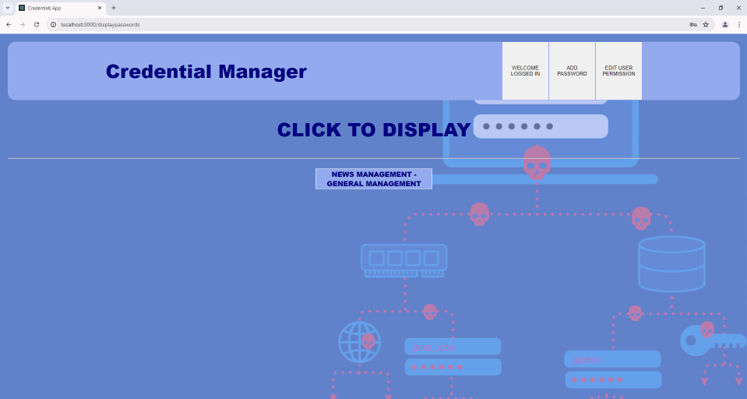 Credentials App
localhost:3000/displaypasswords
Credential Manager
WELCOME
LOGGED IN
ADD
PASSWORD
EDIT USER
PERMISSION
CLICK TO DISPLAY
NEWS MANAGEMENT -
GENERAL MANAGEMENT